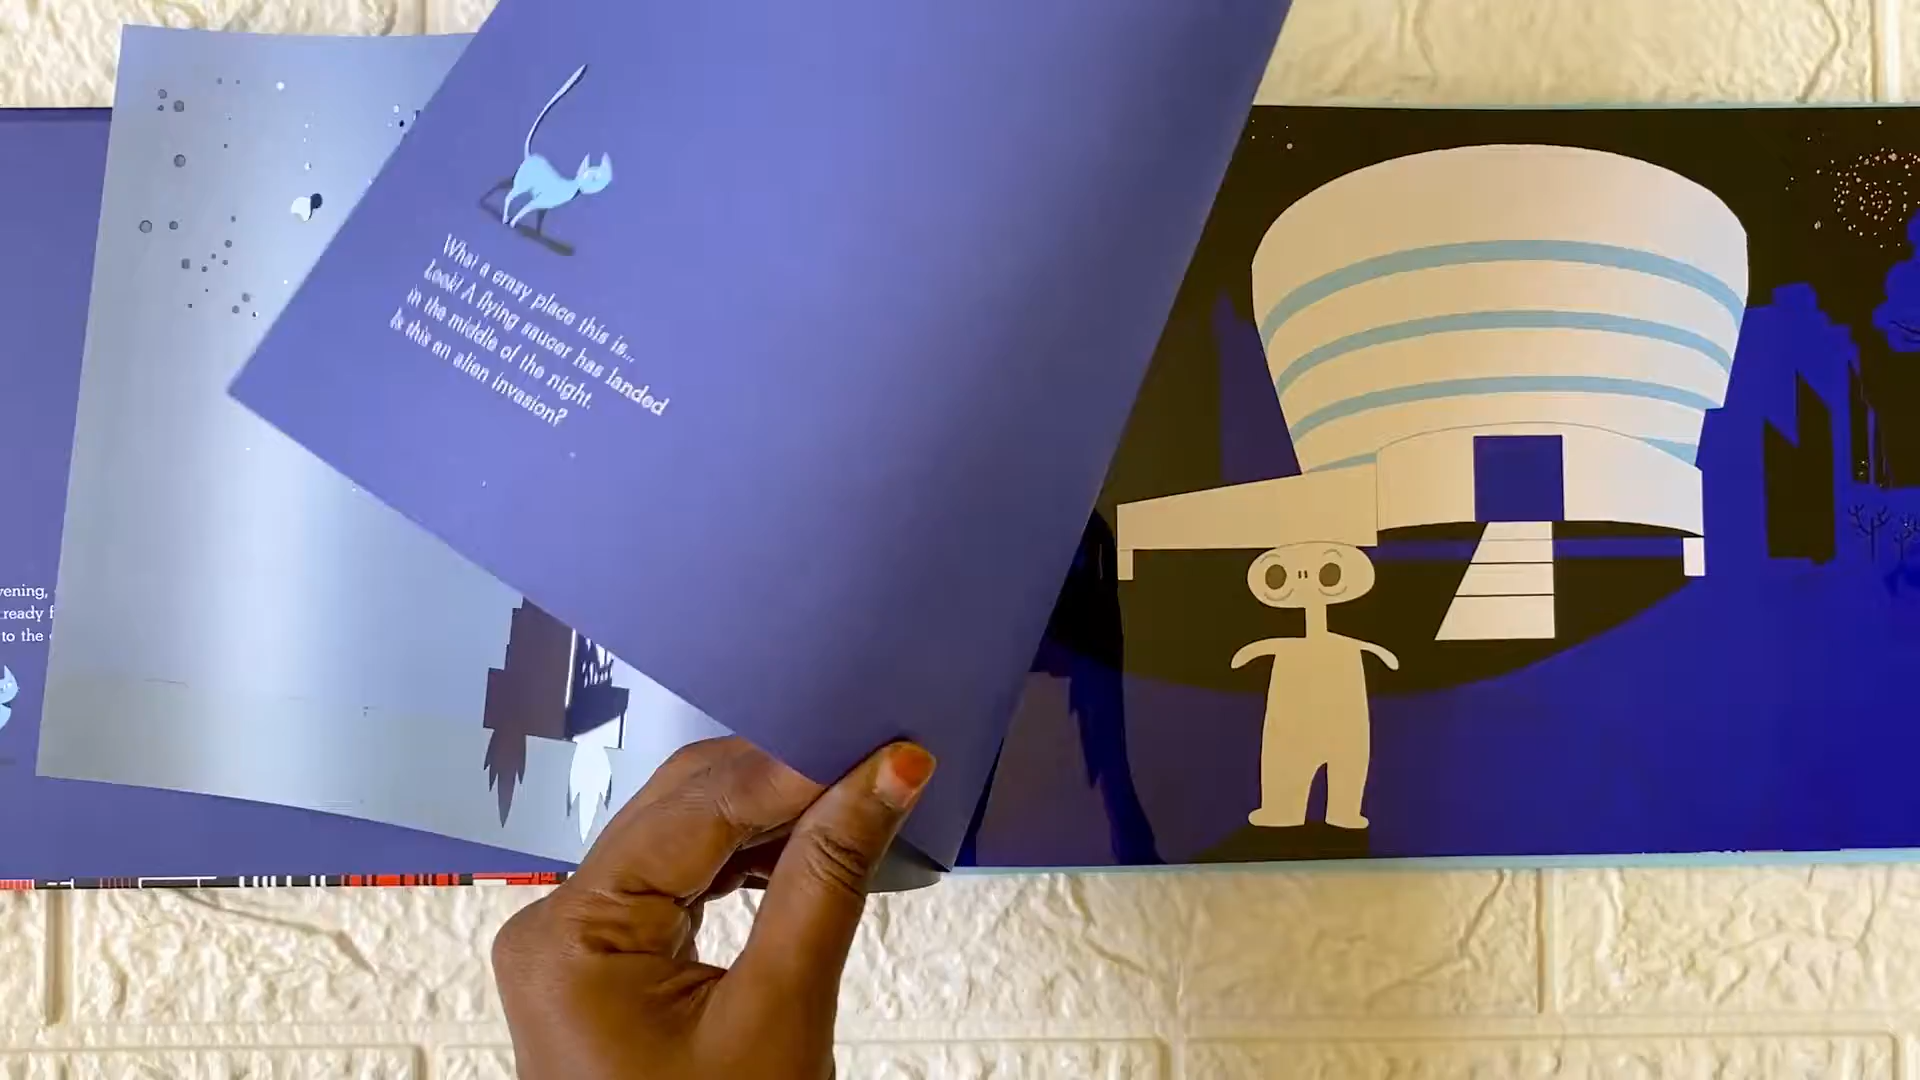 What a crazy place this is...
Look! A flying saucer has landed
in the middle of the night.
Is this an alien invasion?
vening,
ready f
to the